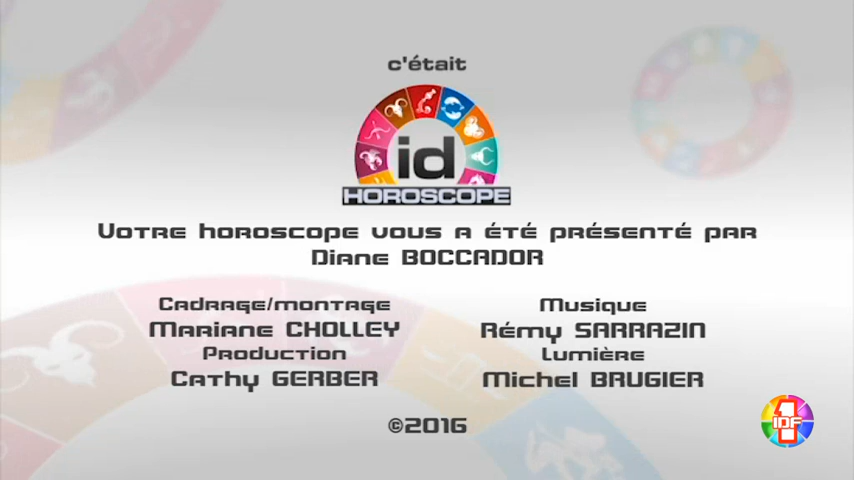 c'était
id
HOROSCOPE
Votre horoscope vous a été présenté par
Diane BOCCADOR
Cadrage/montage
Mariane CHOLLEY
Production
Cathy GERBER
Musique
Rémy SARRAZIN
Lumière
Michel BRUGIER
©2016
IDF
1